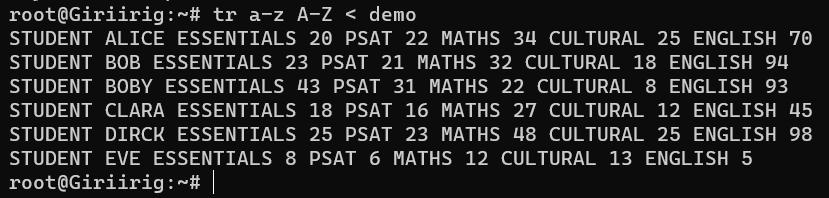 root@Giriirig:~# tr a-z A-Z < demo
STUDENT ALICE ESSENTIALS 20 PSAT 22 MATHS 34 CULTURAL 25 ENGLISH 70
STUDENT BOB ESSENTIALS 23 PSAT 21 MATHS 32 CULTURAL 18 ENGLISH 94
STUDENT BOBY ESSENTIALS 43 PSAT 31 MATHS 22 CULTURAL 8 ENGLISH 93
STUDENT CLARA ESSENTIALS 18 PSAT 16 MATHS 27 CULTURAL 12 ENGLISH 45
STUDENT DIRCK ESSENTIALS 25 PSAT 23 MATHS 48 CULTURAL 25 ENGLISH 98
STUDENT EVE ESSENTIALS 8 PSAT 6 MATHS 12 CULTURAL 13 ENGLISH 5
root@Giriirig:~#